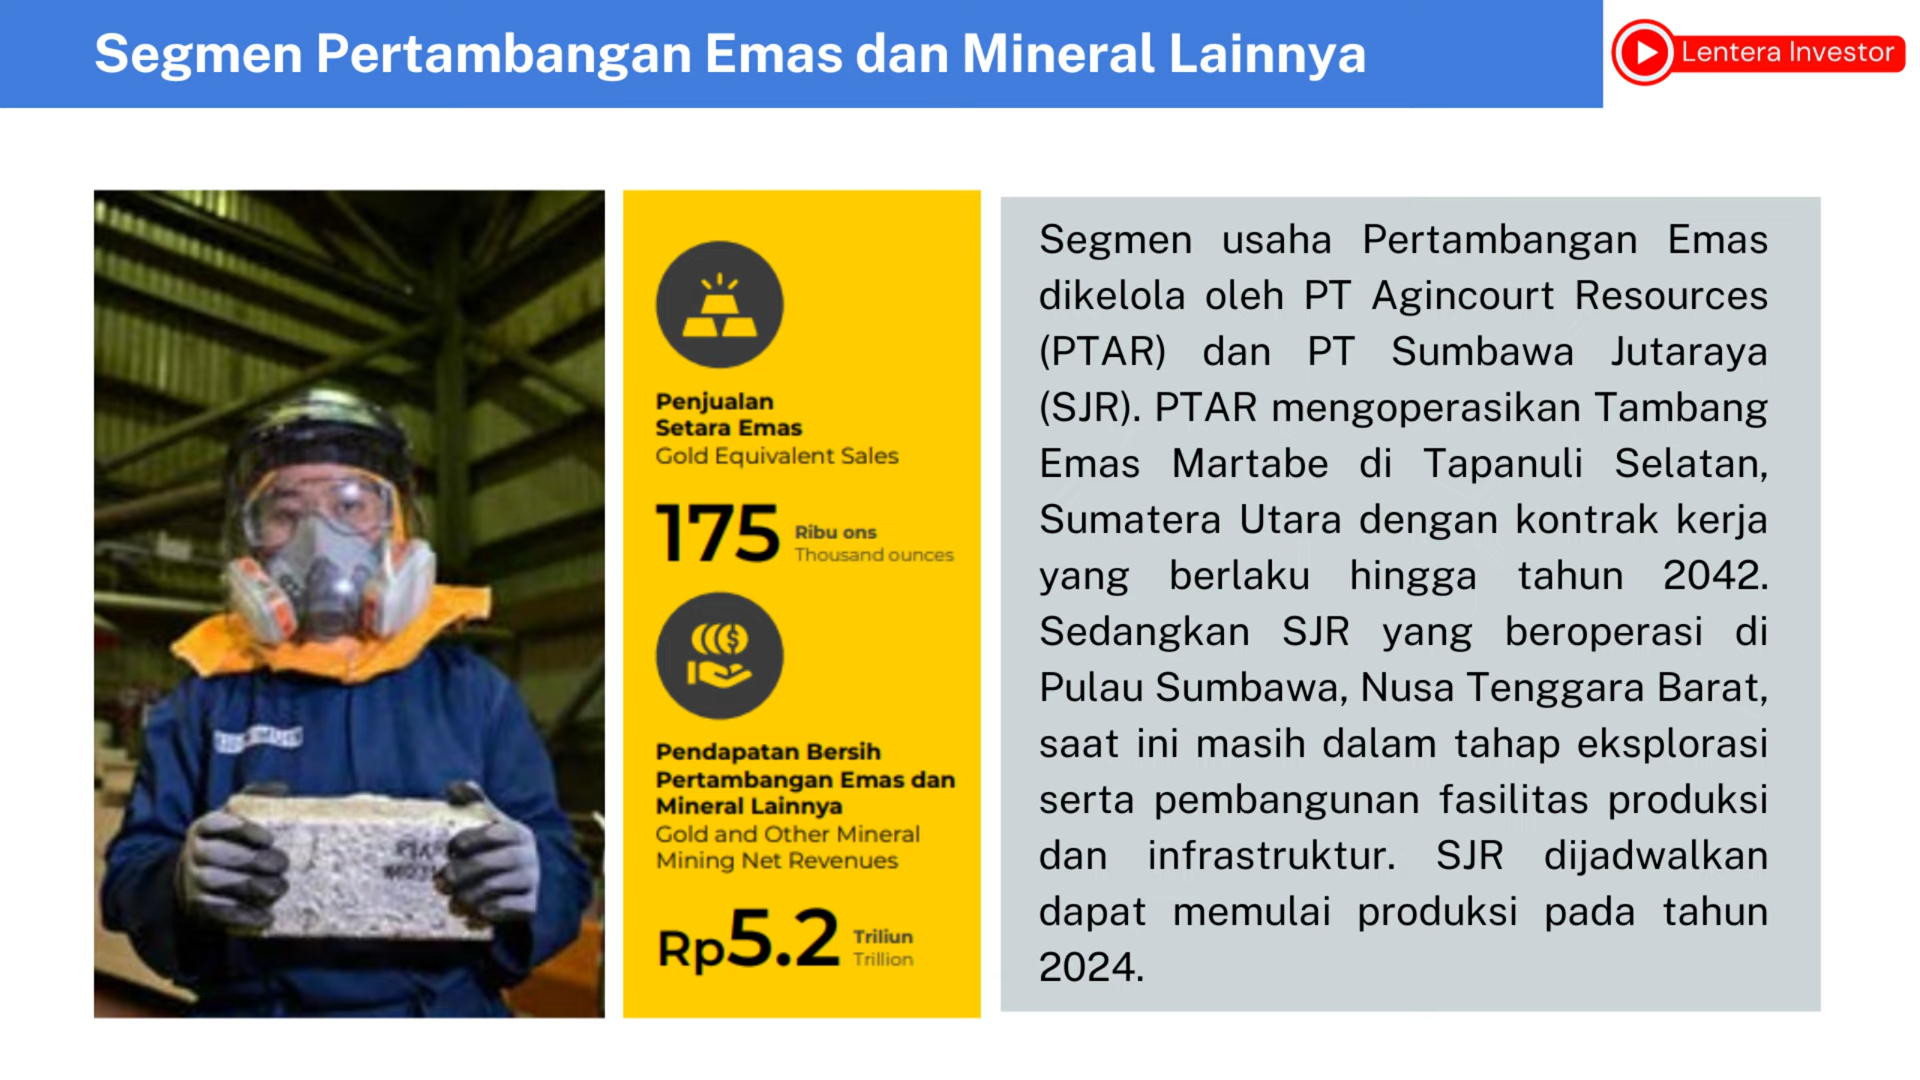 Segmen Pertambangan Emas dan Mineral Lainnya
Lentera Investor
Penjualan
Setara Emas
Gold Equivalent Sales
175 Ribu ons
Thousand ounces
Pendapatan Bersih
Pertambangan Emas dan
Mineral Lainnya
Gold and Other Mineral
Mining Net Revenues
Rp5.2 Triliun
Trillion
Segmen usaha Pertambangan Emas
dikelola oleh PT Agincourt Resources
(PTAR) dan PT Sumbawa Jutaraya
(SJR). PTAR mengoperasikan Tambang
Emas Martabe di Tapanuli Selatan,
Sumatera Utara dengan kontrak kerja
yang berlaku hingga tahun 2042.
Sedangkan SJR yang beroperasi di
Pulau Sumbawa, Nusa Tenggara Barat,
saat ini masih dalam tahap eksplorasi
serta pembangunan fasilitas produksi
dan infrastruktur. SJR dijadwalkan
dapat memulai produksi pada tahun
2024.